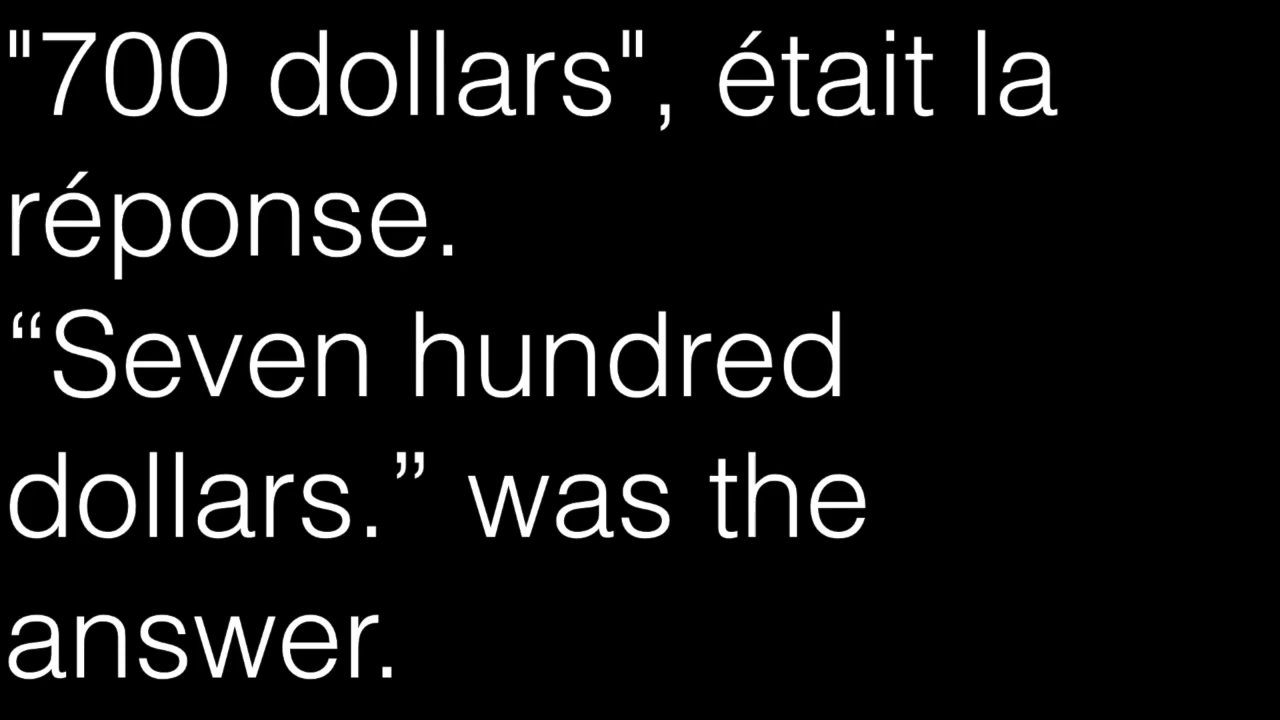 "700 dollars", était la
réponse.
“Seven hundred
dollars.” was the
answer.